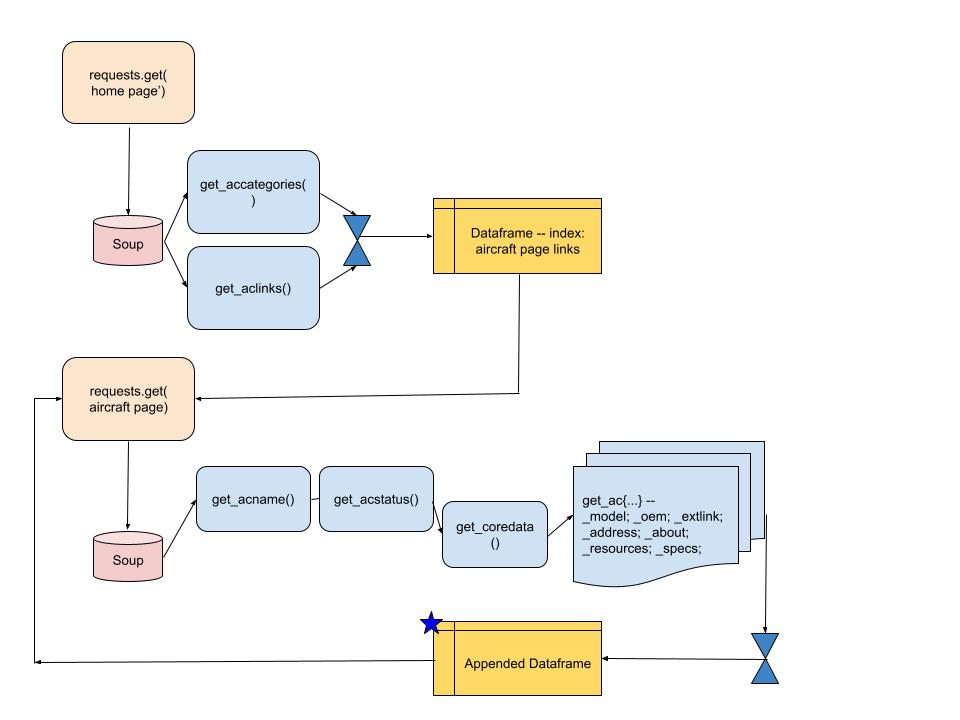 requests.get(
home page’)
get_accategories(
)
Soup
Dataframe -- index:
aircraft page links
get_aclinks()
requests.get(
aircraft page)
get_acname()
get_acstatus()
get_coredata
()
get_ac{...} --
_model; _oem; _extlink;
_address; _about;
_resources; _specs;
Soup
Appended Dataframe